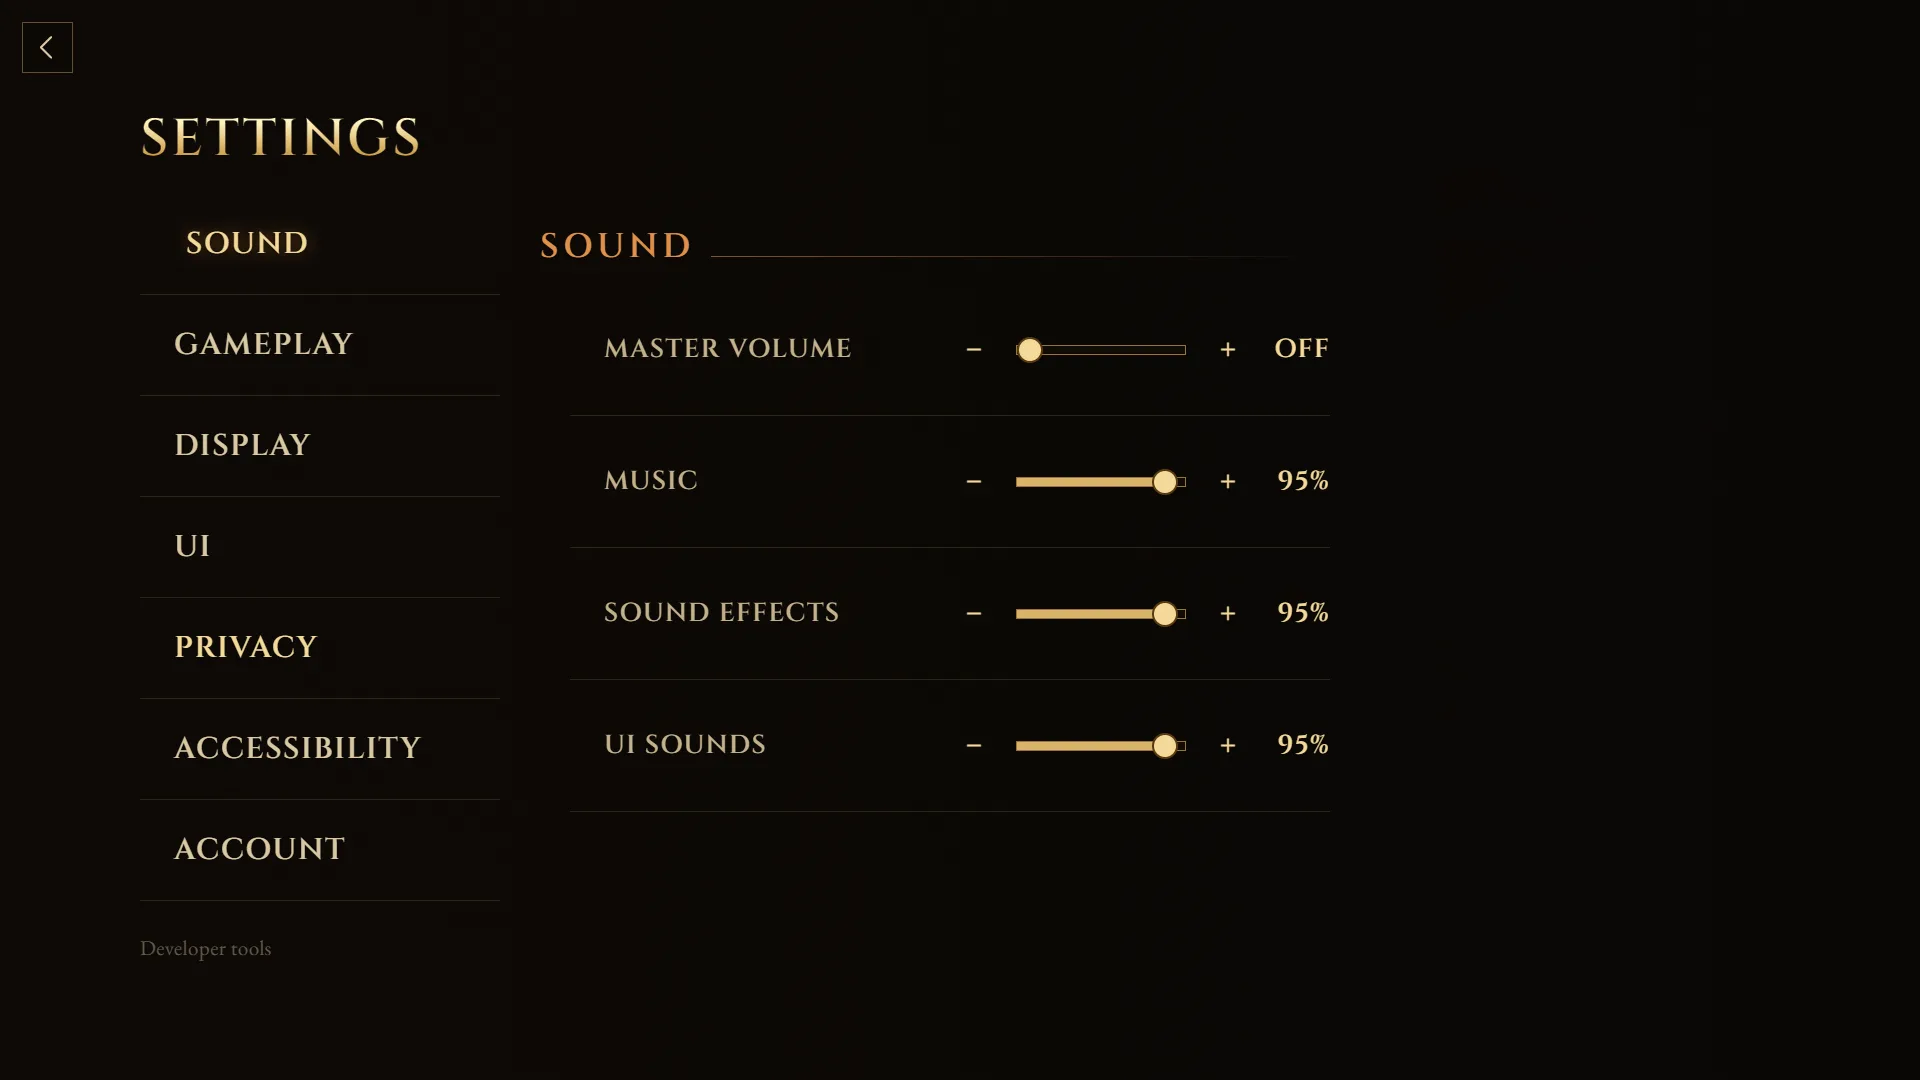 SETTINGS
SOUND
GAMEPLAY
DISPLAY
UI
PRIVACY
ACCESSIBILITY
ACCOUNT
Developer tools
SOUND
MASTER VOLUME − + OFF
MUSIC − + 95%
SOUND EFFECTS − + 95%
UI SOUNDS − + 95%